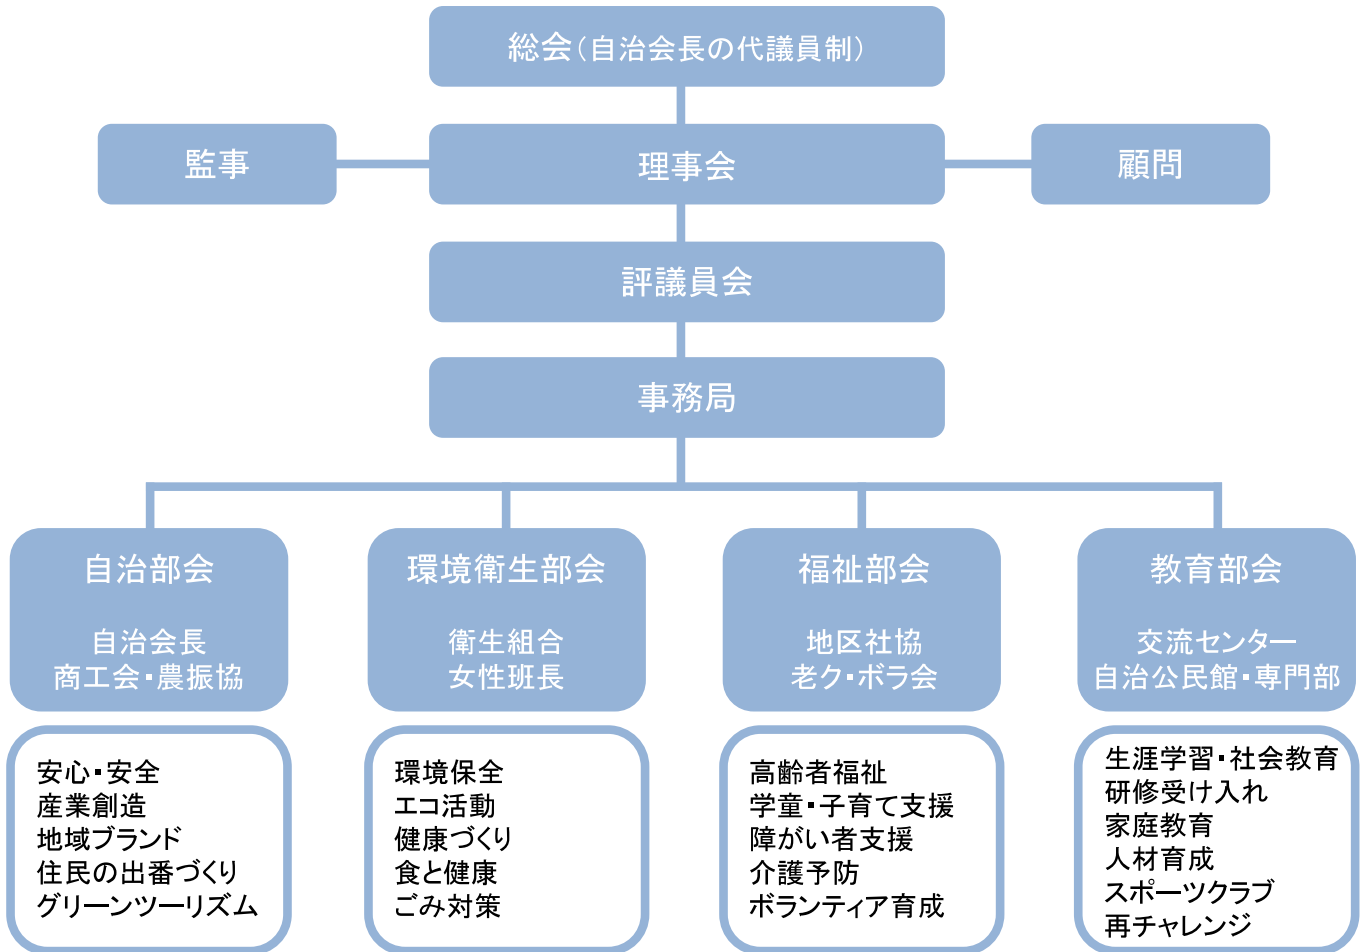 総会(自治会長の代議員制)
監事
理事会
顧問
評議員会
事務局
自治部会
自治会長
商工会・農振協
環境衛生部会
衛生組合
女性班長
福祉部会
地区社協
老ク・ボラ会
教育部会
交流センター
自治公民館・専門部
安心・安全
産業創造
地域ブランド
住民の出番づくり
グリーンツーリズム
環境保全
エコ活動
健康づくり
食と健康
ごみ対策
高齢者福祉
学童・子育て支援
障がい者支援
介護予防
ボランティア育成
生涯学習・社会教育
研修受け入れ
家庭教育
人材育成
スポーツクラブ
再チャレンジ